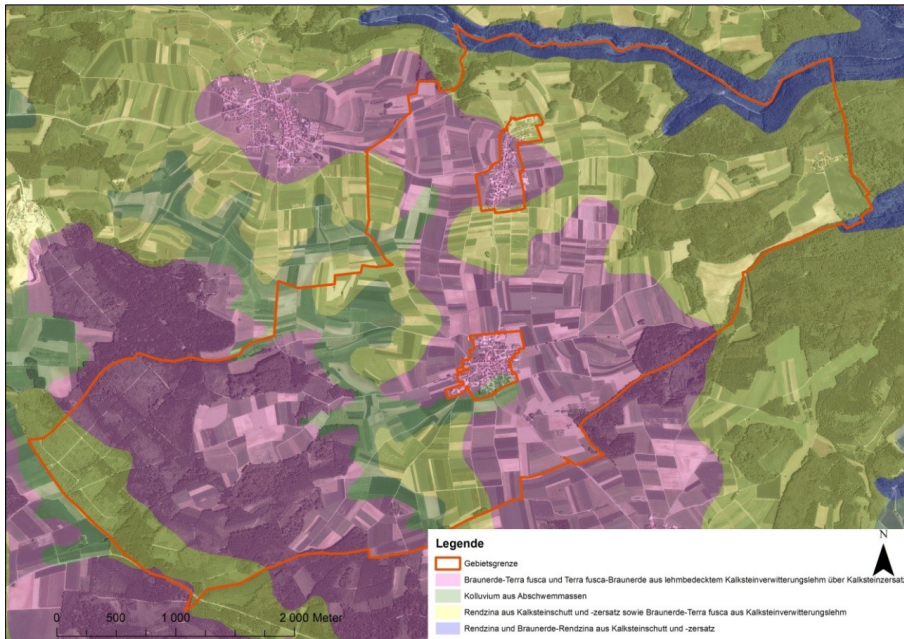 N
Legende
Gebietsgrenze
Braunerde-Terra fusca und Terra fusca-Braunerde aus lehmbedecktem Kalksteinverwitterungslehm über Kalksteinzersatz
Kolluvium aus Abschwemmassen
Rendzina aus Kalksteinschutt und -zersatz sowie Braunerde-Terra fusca aus Kalksteinverwitterungslehm
Rendzina und Braunerde-Rendzina aus Kalksteinschutt und -zersatz
0 500 1 000 2 000 Meter